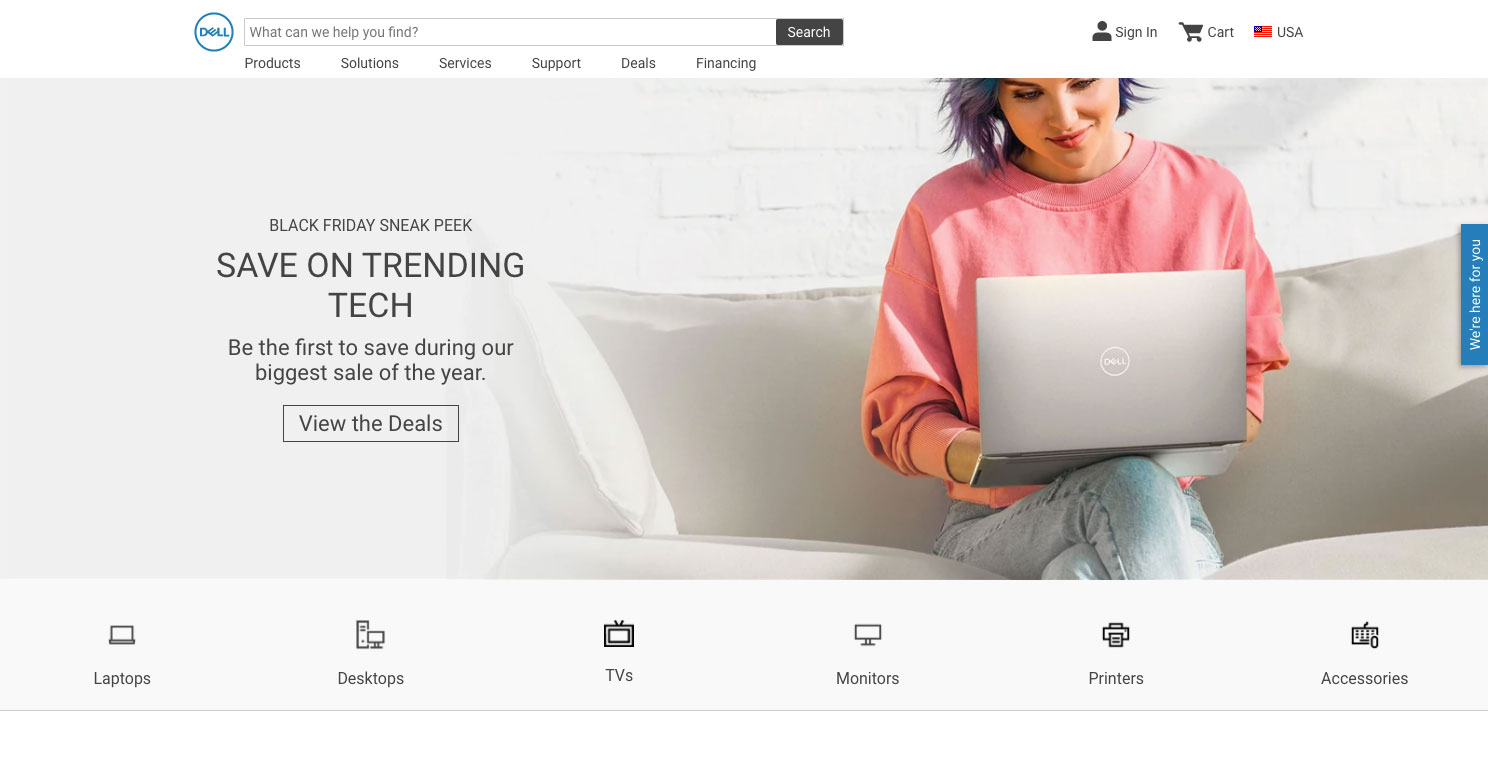 DELL
What can we help you find?
Search
Sign In
Cart
USA
Products
Solutions
Services
Support
Deals
Financing
BLACK FRIDAY SNEAK PEEK
SAVE ON TRENDING
TECH
Be the first to save during our
biggest sale of the year.
View the Deals
DELL
We're here for you
Laptops
Desktops
TVs
Monitors
Printers
Accessories